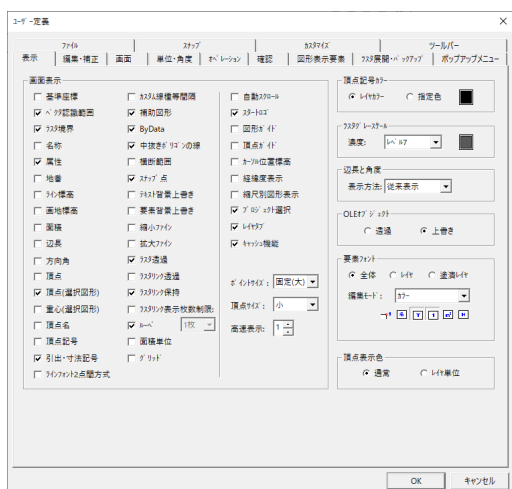 ユーザー定義
ファイル スナップ カスタマイズ ツールバー
表示 編集・補正 画面 単位・角度 オペレーション 確認 図形表示要素 ラスタ展開・バックアップ ポップアップメニュー
画面表示
基準座標
ベクタ認識範囲
ラスタ境界
名称
属性
地番
ライン標高
画地標高
面積
辺長
方向角
頂点
頂点(選択図形)
重心(選択図形)
頂点名
頂点記号
引出・寸法記号
ラインフォント2点間方式
カスタム線種等間隔
補助図形
ByData
中抜きポリゴンの線
横断範囲
スナップ点
テキスト背景上書き
要素背景上書き
縮小ファイン
拡大ファイン
ラスタ透過
ラスタリンク透過
ラスタリンク保持
ラスタリンク表示枚数制限:
ルーペ 1枚
面積単位
グリッド
自動スクロール
スタートロゴ
図形ガイド
頂点ガイド
カーソル位置標高
経緯度表示
縮尺別図形表示
プロジェクト選択
レイヤタブ
キャッシュ機能
ポイントサイズ: 固定(大)
頂点サイズ: 小
高速表示: 1
頂点記号カラー
レイヤカラー 指定色
ラスタグレースケール
濃度: レベル7
辺長と角度
表示方法: 従来表示
OLEオブジェクト
透過 上書き
要素フォント
全体 レイヤ 塗潰レイヤ
編集モード: カラー
頂点表示色
通常 レイヤ単位
OK キャンセル